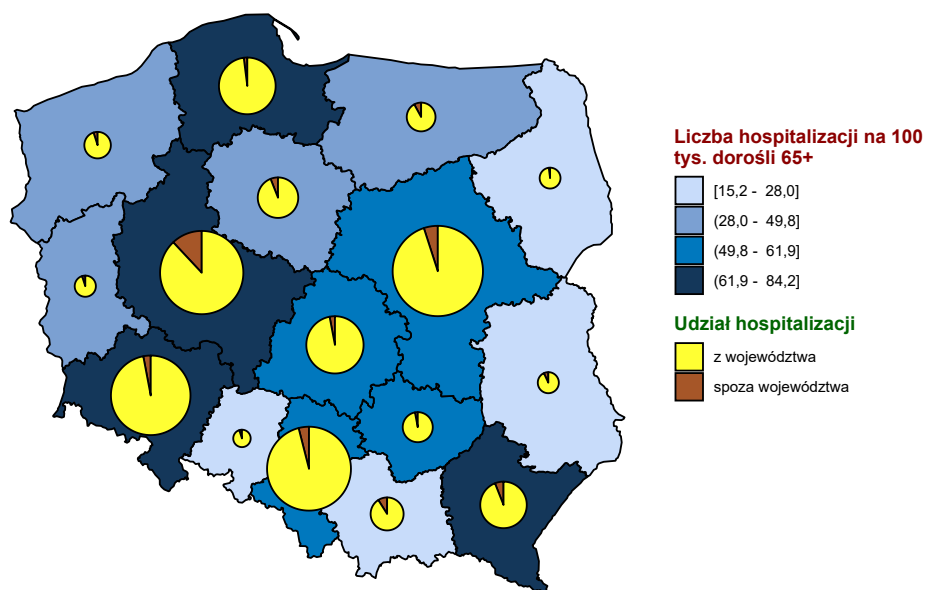 Liczba hospitalizacji na 100
tys. dorośli 65+
[15,2 - 28,0]
(28,0 - 49,8]
(49,8 - 61,9]
(61,9 - 84,2]
Udział hospitalizacji
z województwa
spoza województwa